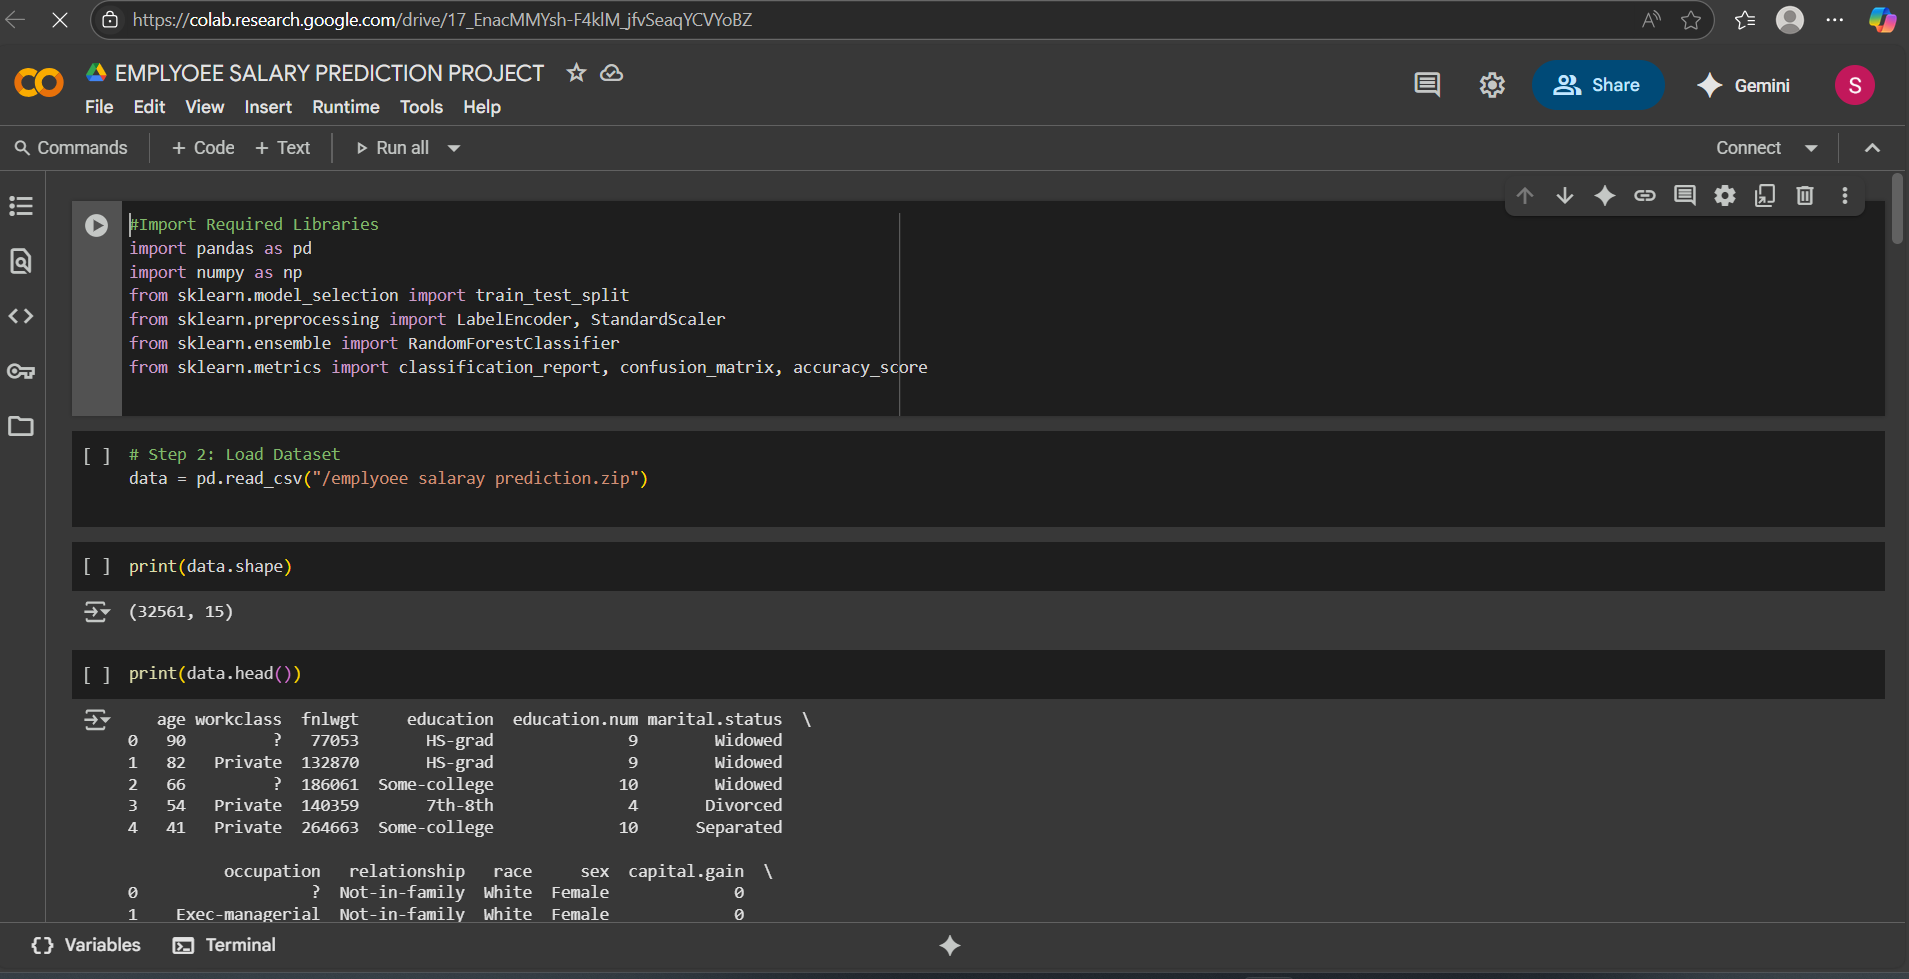 https://colab.research.google.com/drive/17_EnacMMYsh-F4klM_jfvSeaqYCVYoBZ
EMPLYOEE SALARY PREDICTION PROJECT
File Edit View Insert Runtime Tools Help
Share
Gemini
S
Commands + Code + Text Run all
Connect
#Import Required Libraries
import pandas as pd
import numpy as np
from sklearn.model_selection import train_test_split
from sklearn.preprocessing import LabelEncoder, StandardScaler
from sklearn.ensemble import RandomForestClassifier
from sklearn.metrics import classification_report, confusion_matrix, accuracy_score
[ ] # Step 2: Load Dataset
data = pd.read_csv("/emplyoee salaray prediction.zip")
[ ] print(data.shape)
(32561, 15)
[ ] print(data.head())
age workclass fnlwgt education education.num marital.status \
0 90 ? 77053 HS-grad 9 Widowed
1 82 Private 132870 HS-grad 9 Widowed
2 66 ? 186061 Some-college 10 Widowed
3 54 Private 140359 7th-8th 4 Divorced
4 41 Private 264663 Some-college 10 Separated
occupation relationship race sex capital.gain \
0 ? Not-in-family White Female 0
1 Exec-managerial Not-in-family White Female 0
Variables Terminal